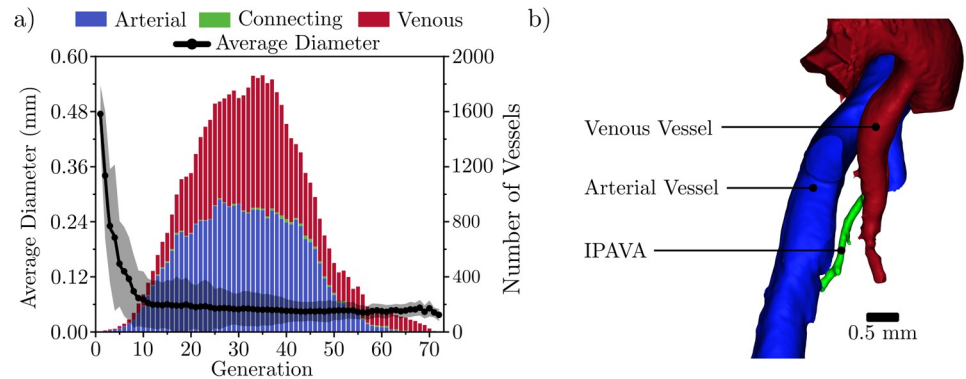 a)
Arterial Connecting Venous
Average Diameter
Average Diameter (mm)
0.60
0.48
0.36
0.24
0.12
0.00
2000
1600
1200
800
400
0
Number of Vessels
0 10 20 30 40 50 60 70
Generation
b)
Venous Vessel
Arterial Vessel
IPAVA
0.5 mm